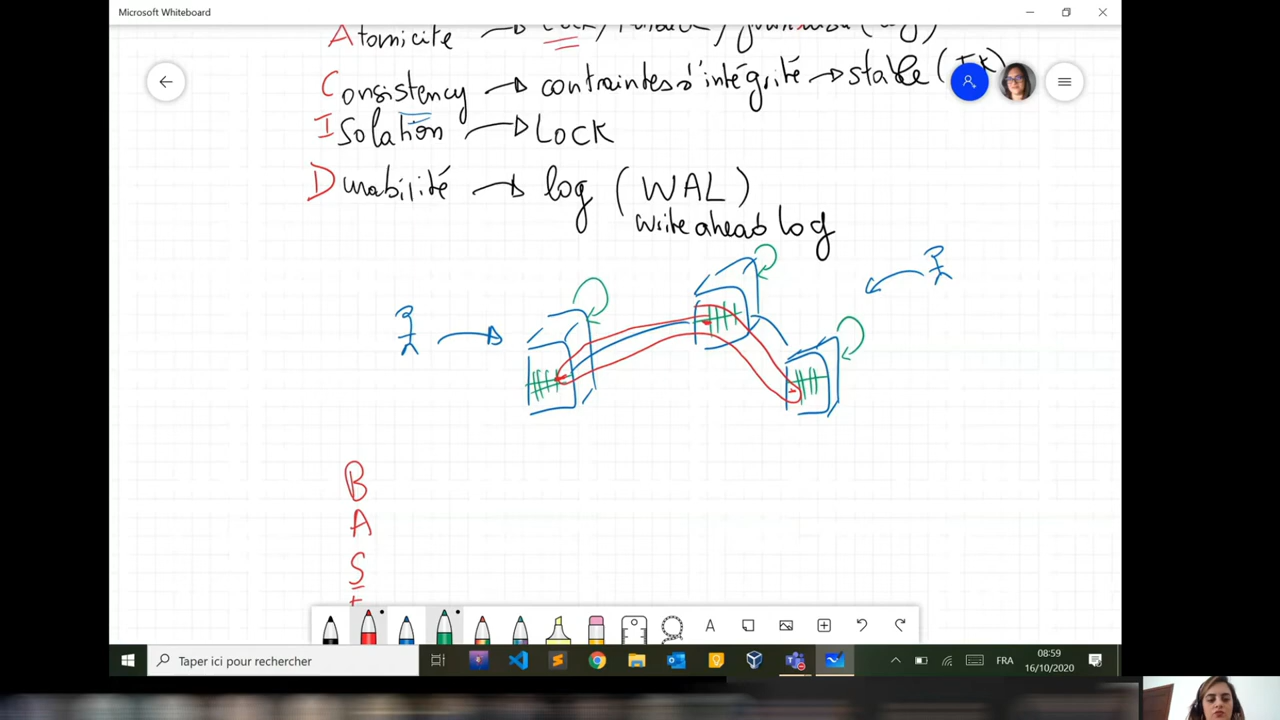 Microsoft Whiteboard
Atomicité
Consistency → contraintes d'intégrité → stable (
Isolation → Lock
Durabilité → log (WAL)
write ahead log
B
A
S
A
Taper ici pour rechercher
FRA
08:59
16/10/2020